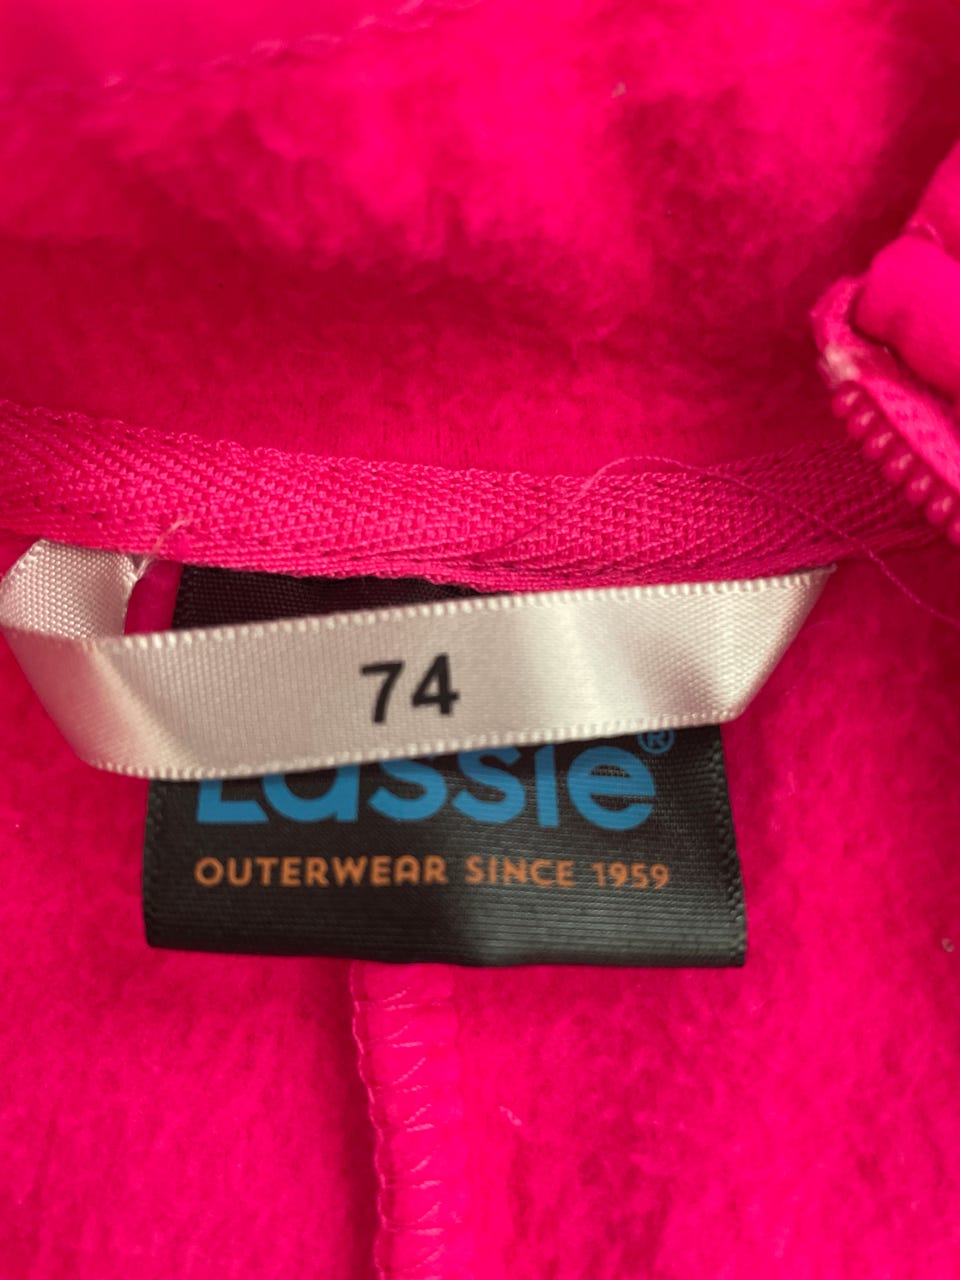 74
Lassie®
OUTERWEAR SINCE 1959